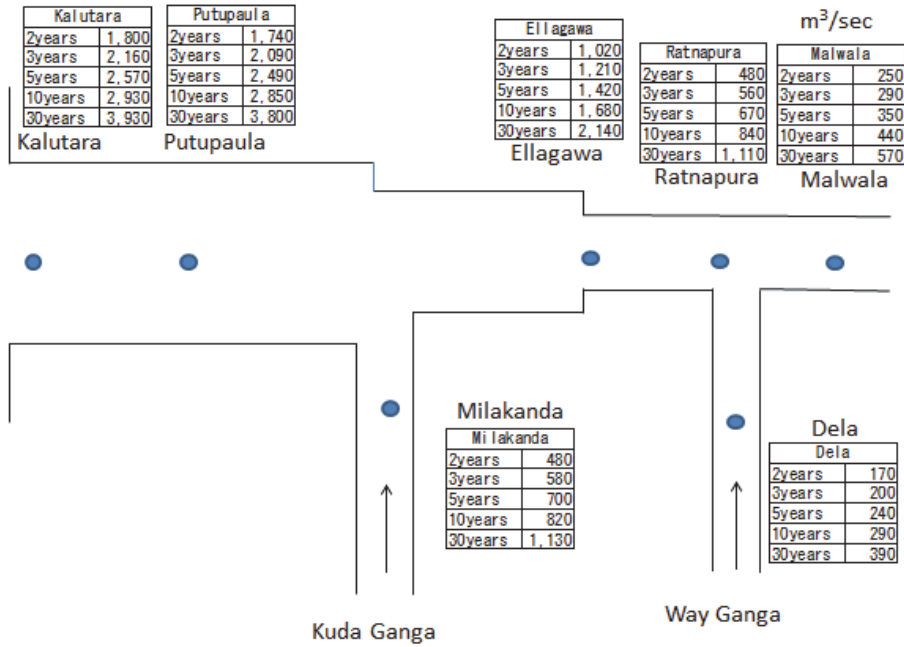 m³/sec
Kalutara
2years 1,800
3years 2,160
5years 2,570
10years 2,930
30years 3,930
Kalutara
Putupaula
2years 1,740
3years 2,090
5years 2,490
10years 2,850
30years 3,800
Putupaula
Ellagawa
2years 1,020
3years 1,210
5years 1,420
10years 1,680
30years 2,140
Ellagawa
Ratnapura
2years 480
3years 560
5years 670
10years 840
30years 1,110
Ratnapura
Malwala
2years 250
3years 290
5years 350
10years 440
30years 570
Malwala
Milakanda
Milakanda
2years 480
3years 580
5years 700
10years 820
30years 1,130
Dela
Dela
2years 170
3years 200
5years 240
10years 290
30years 390
Kuda Ganga
Way Ganga